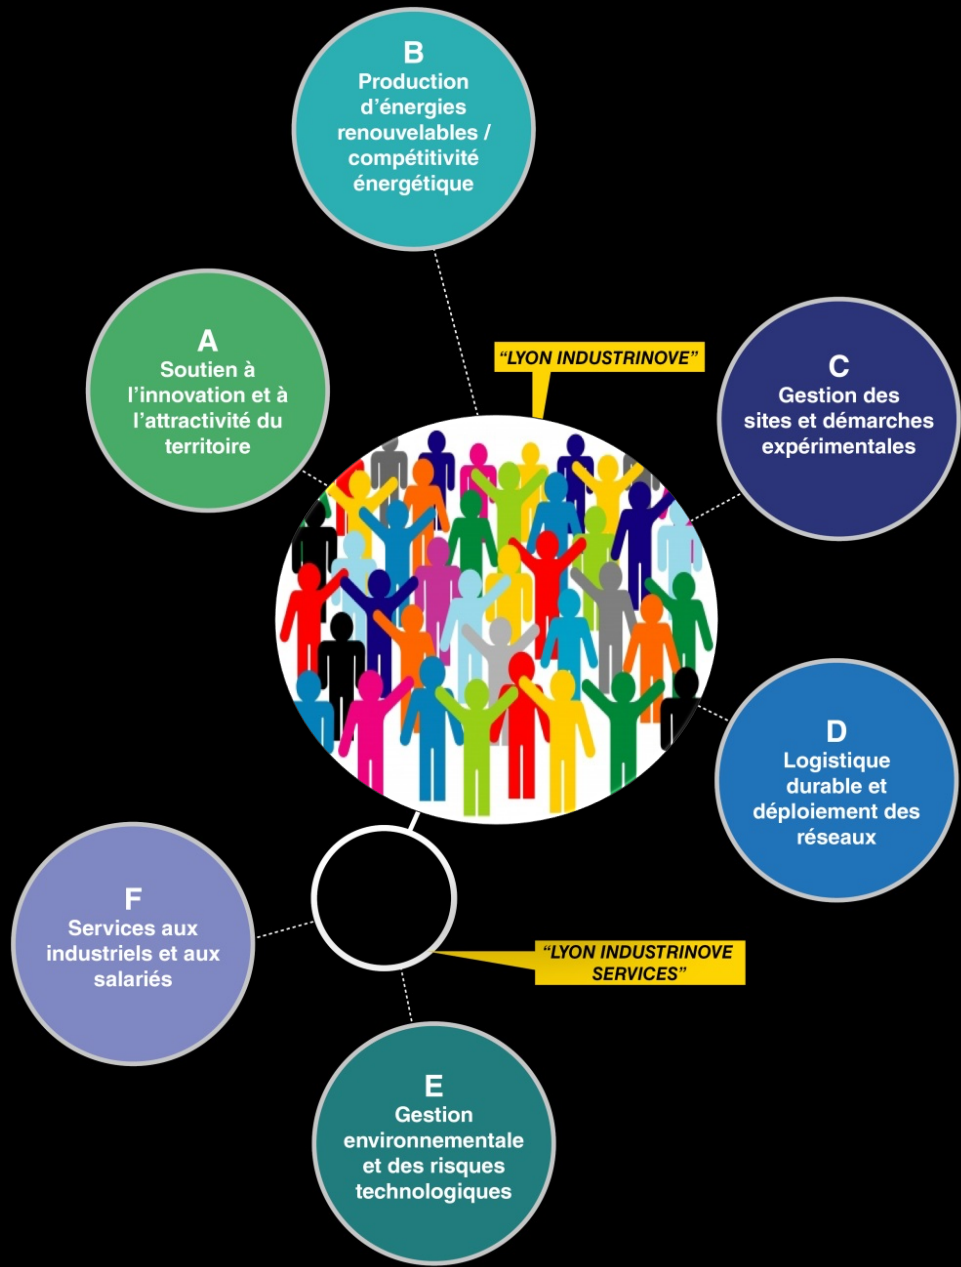 B
Production
d’énergies
renouvelables /
compétitivité
énergétique
A
Soutien à
l’innovation et à
l’attractivité du
territoire
“LYON INDUSTRINOVE”
C
Gestion des
sites et démarches
expérimentales
D
Logistique
durable et
déploiement des
réseaux
F
Services aux
industriels et aux
salariés
“LYON INDUSTRINOVE
SERVICES”
E
Gestion
environnementale
et des risques
technologiques